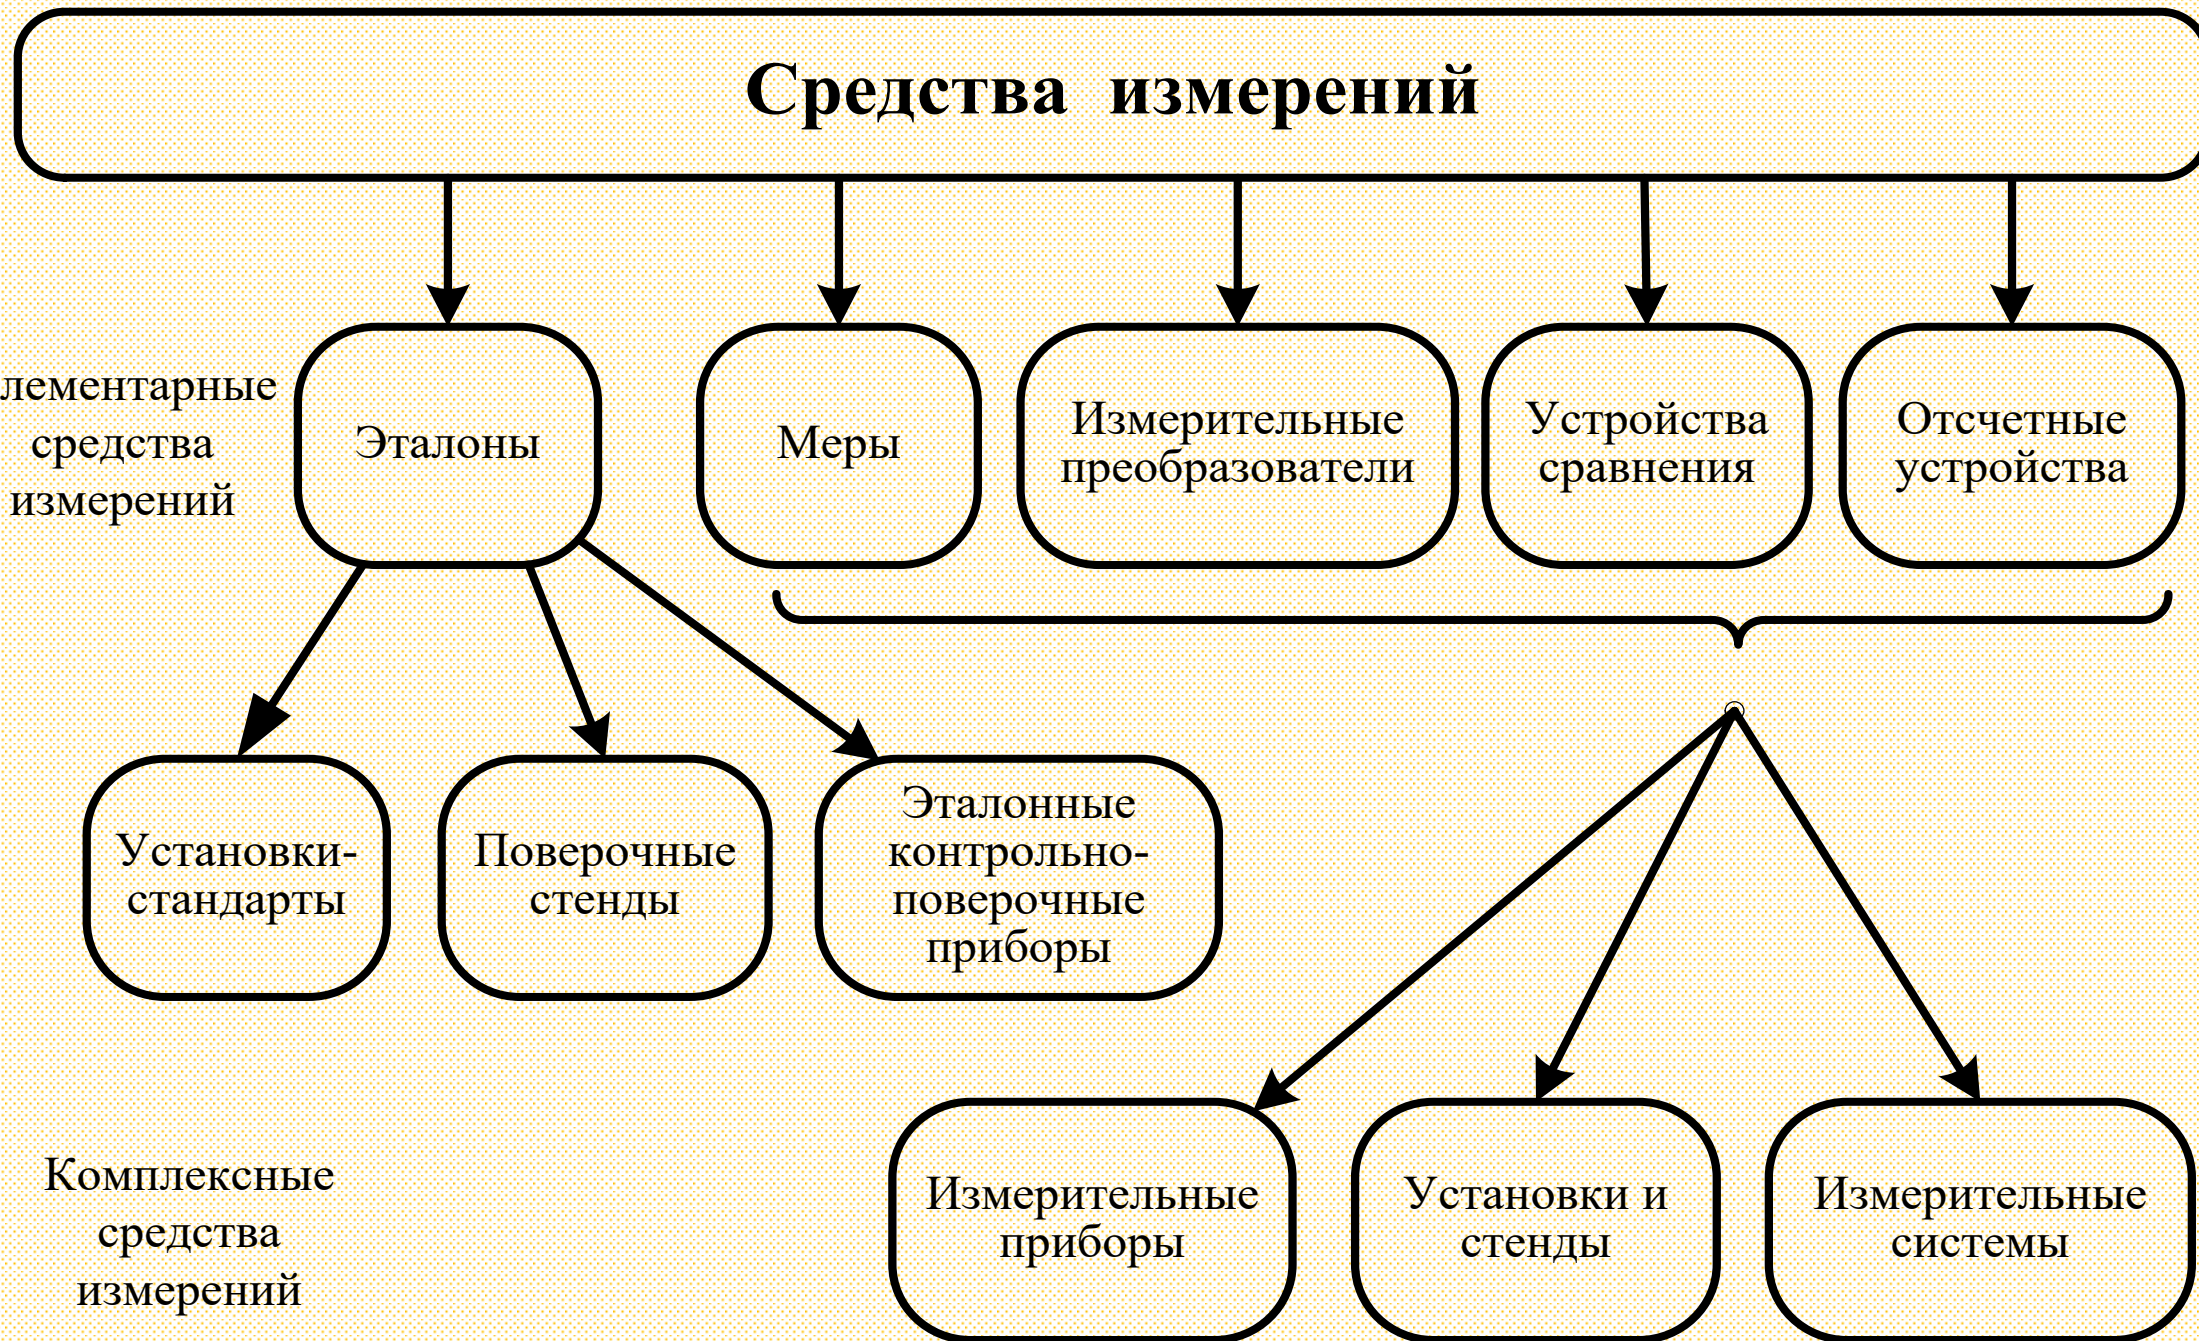 Средства измерений
лементарные
средства
измерений
Эталоны
Меры
Измерительные
преобразователи
Устройства
сравнения
Отсчетные
устройства
Установки-
стандарты
Поверочные
стенды
Эталонные
контрольно-
поверочные
приборы
Комплексные
средства
измерений
Измерительные
приборы
Установки и
стенды
Измерительные
системы